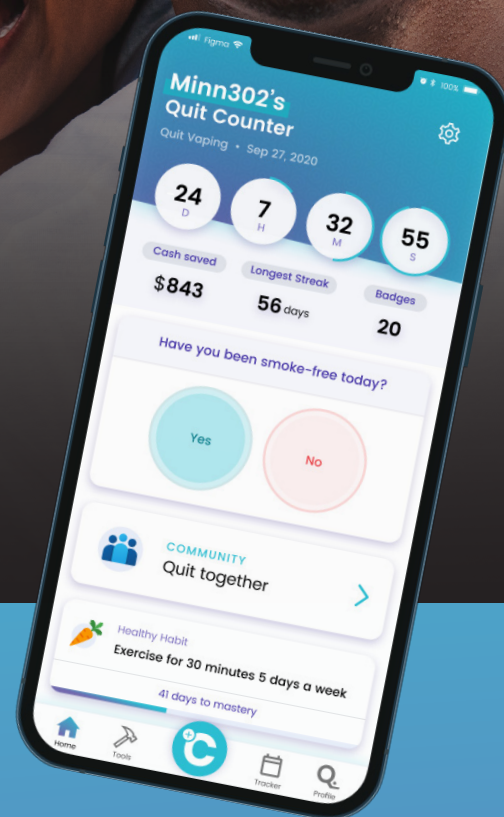 Figma
100%
Minn302's
Quit Counter
Quit Vaping • Sep 27, 2020
24 7 32 55
D H M S
Cash saved Longest Streak Badges
$843 56 days 20
Have you been smoke-free today?
Yes No
COMMUNITY
Quit together
Healthy Habit
Exercise for 30 minutes 5 days a week
41 days to mastery
C
Home Tools Tracker Profile